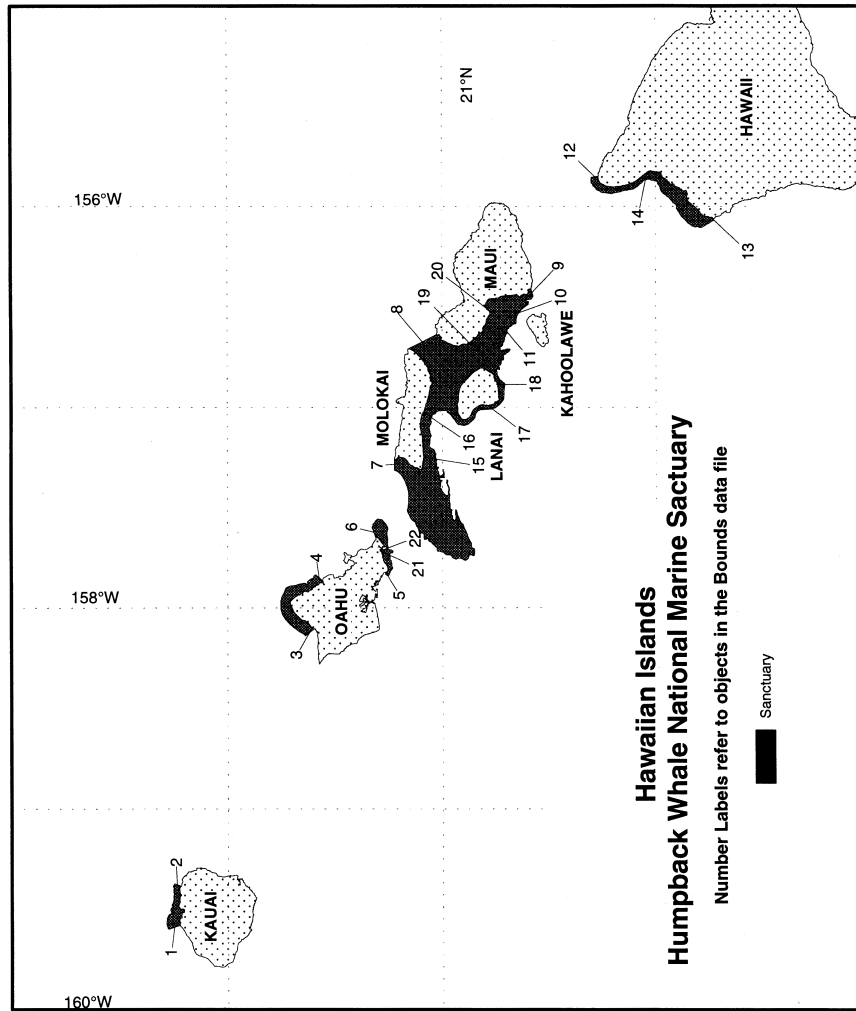 Hawaiian Islands
Humpback Whale National Marine Sactuary
Number Labels refer to objects in the Bounds data file
Sanctuary
160°W
158°W
156°W
21°N
KAUAI
1
2
OAHU
3
4
5
21
22
6
MOLOKAI
7
8
15
16
LANAI
17
18
MAUI
19
20
9
10
11
KAHOOLAWE
HAWAII
12
14
13